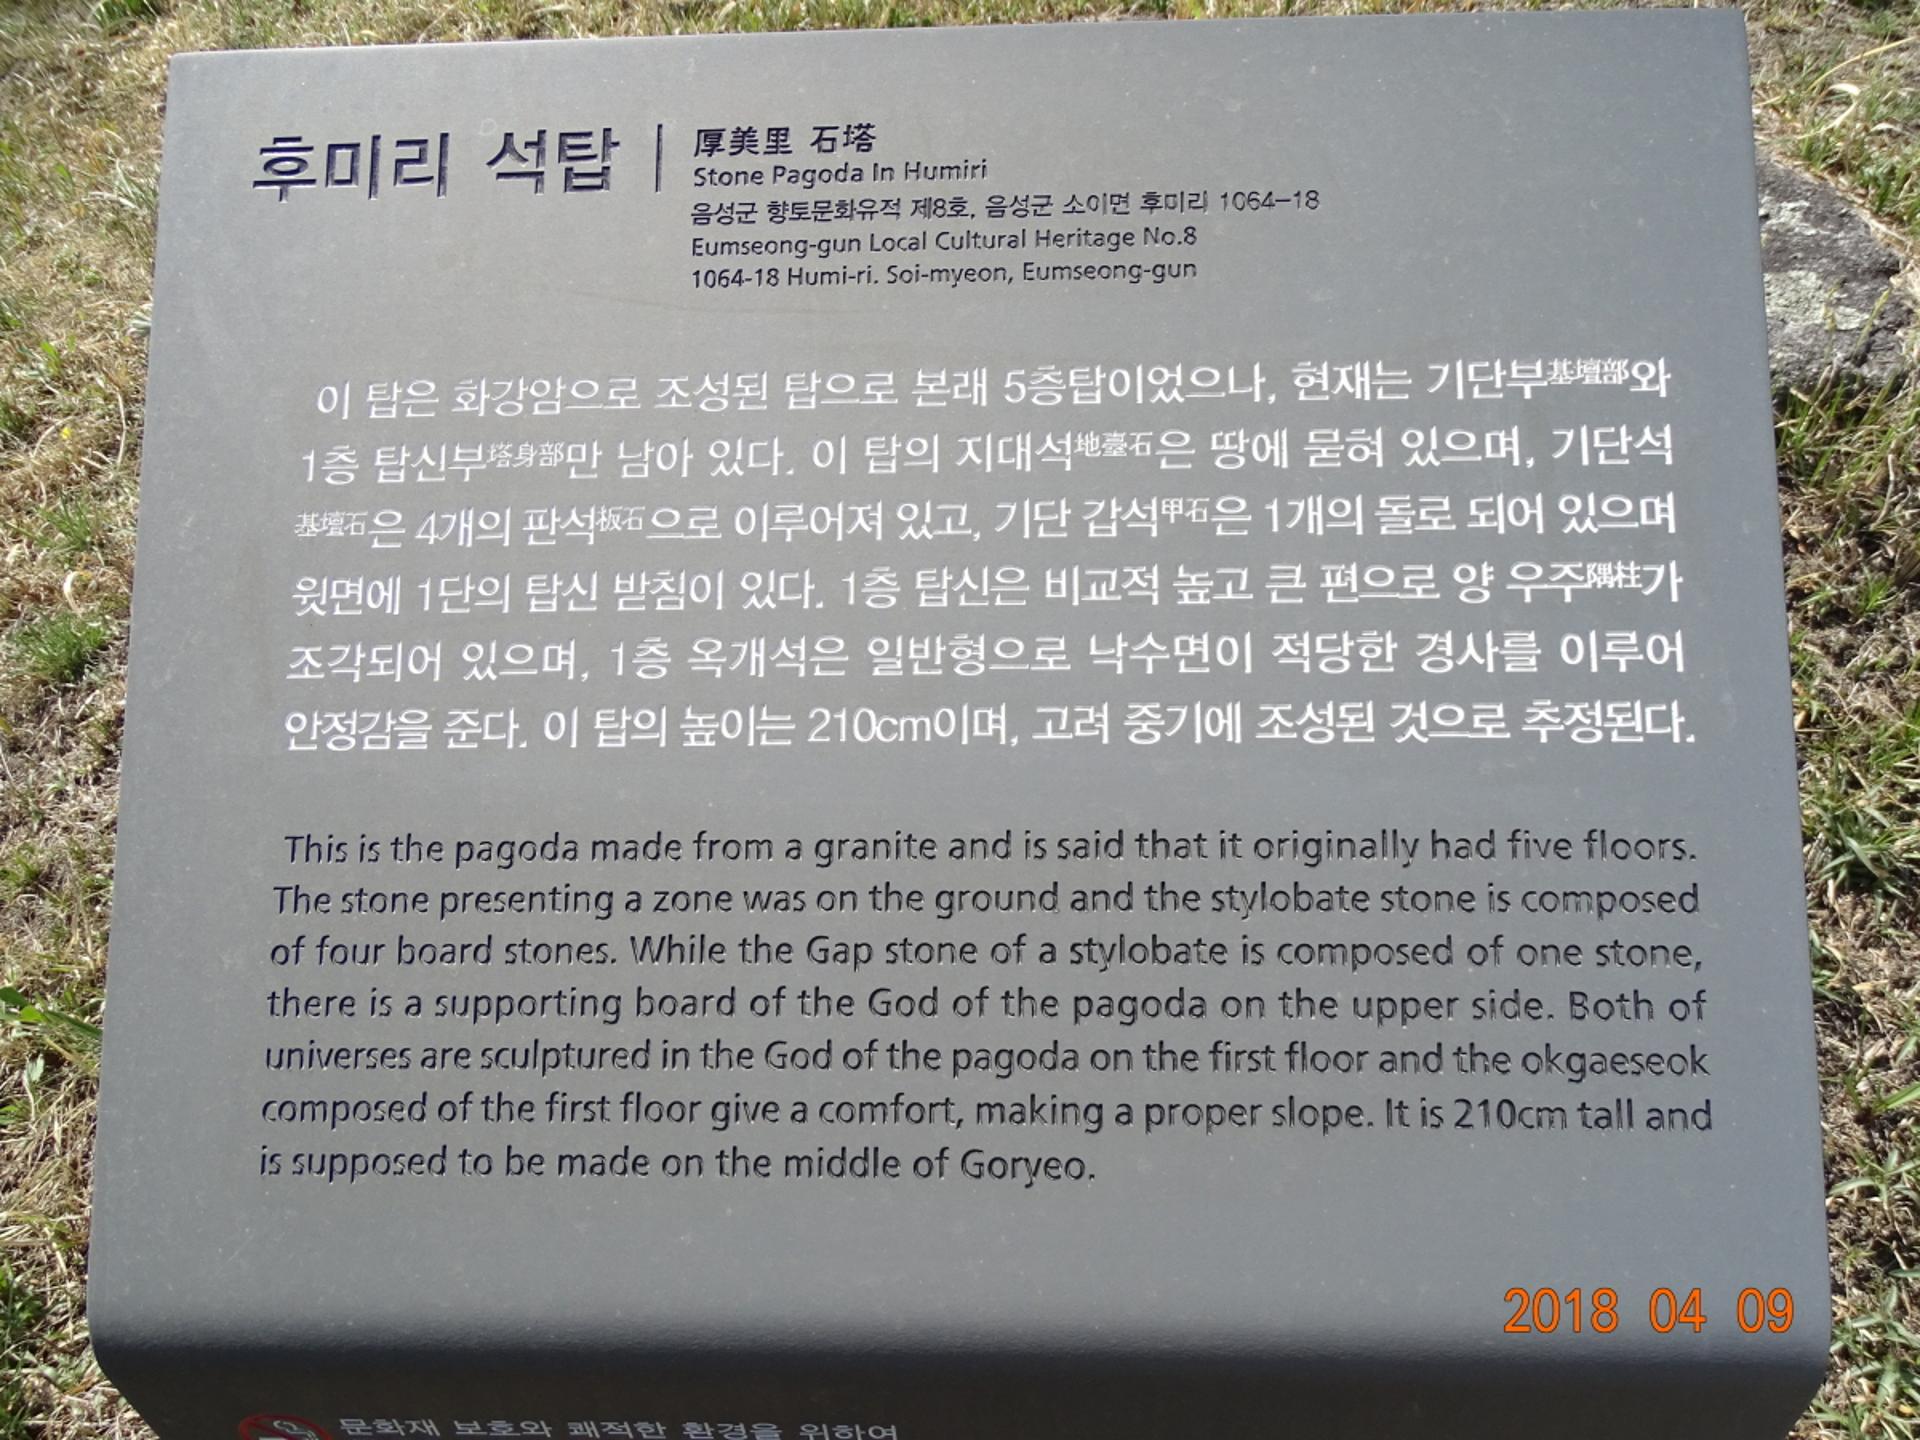 후미리 석탑
厚美里 石塔
Stone Pagoda In Humiri
음성군 향토문화유적 제8호, 음성군 소이면 후미리 1064-18
Eumseong-gun Local Cultural Heritage No.8
1064-18 Humi-ri. Soi-myeon, Eumseong-gun
이 탑은 화강암으로 조성된 탑으로 본래 5층탑이었으나, 현재는 기단부基壇部와
1층 탑신부塔身部만 남아 있다. 이 탑의 지대석地臺石은 땅에 묻혀 있으며, 기단석
基壇石은 4개의 판석板石으로 이루어져 있고, 기단 갑석甲石은 1개의 돌로 되어 있으며
윗면에 1단의 탑신 받침이 있다. 1층 탑신은 비교적 높고 큰 편으로 양 우주隅柱가
조각되어 있으며, 1층 옥개석은 일반형으로 낙수면이 적당한 경사를 이루어
안정감을 준다. 이 탑의 높이는 210cm이며, 고려 중기에 조성된 것으로 추정된다.
This is the pagoda made from a granite and is said that it originally had five floors.
The stone presenting a zone was on the ground and the stylobate stone is composed
of four board stones. While the Gap stone of a stylobate is composed of one stone,
there is a supporting board of the God of the pagoda on the upper side. Both of
universes are sculptured in the God of the pagoda on the first floor and the okgaeseok
composed of the first floor give a comfort, making a proper slope. It is 210cm tall and
is supposed to be made on the middle of Goryeo.
2018 04 09
문화재 보호와 쾌적한 환경을 위하여